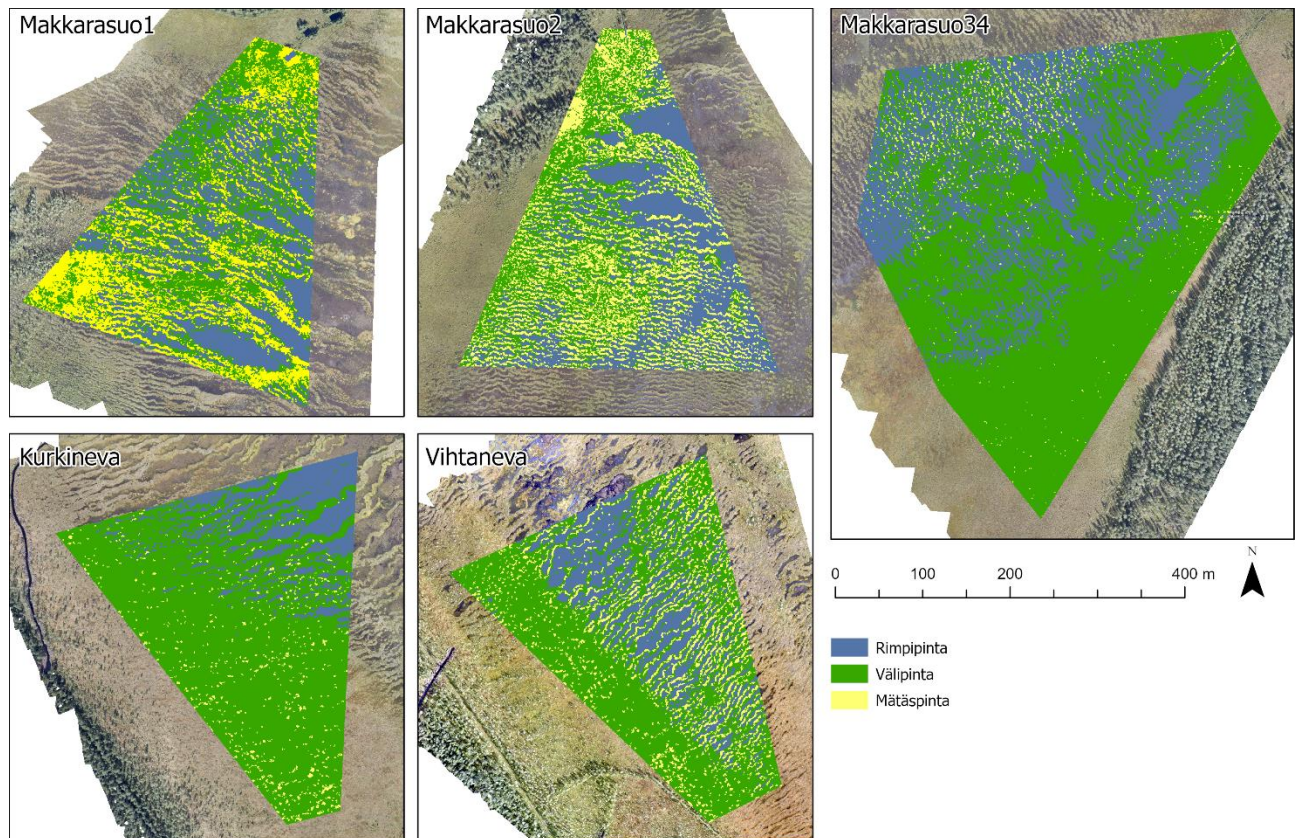 Makkarasuo1
Makkarasuo2
Makkarasuo34
Kurkineva
Vihtaneva
0 100 200 400 m
N
Rimpipinta
Välipinta
Mätäspinta